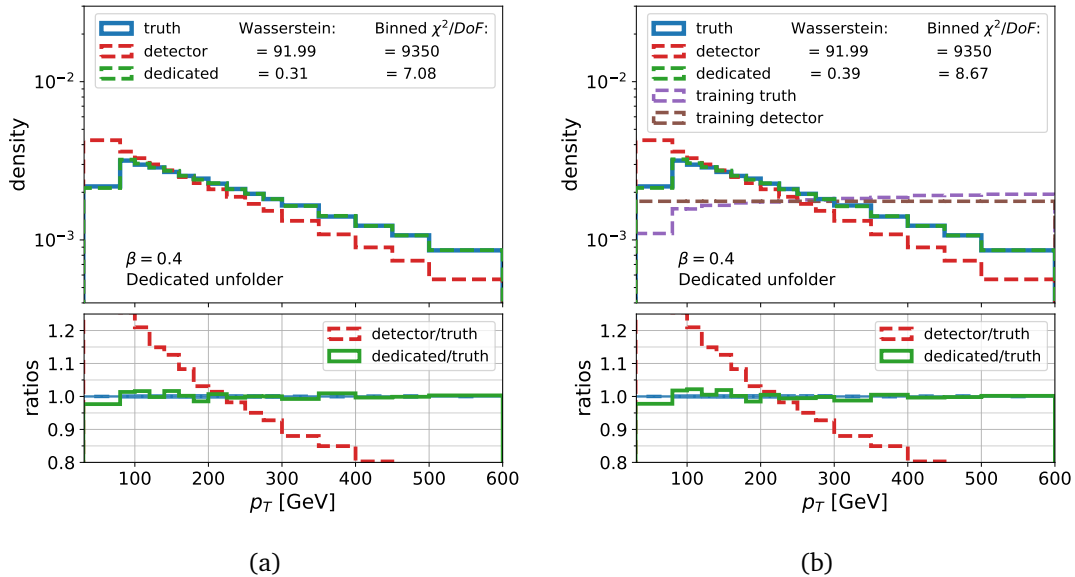 truth Wasserstein: Binned χ²/DoF:
detector = 91.99 = 9350
dedicated = 0.31 = 7.08
10⁻²
density
10⁻³
β = 0.4
Dedicated unfolder
detector/truth
dedicated/truth
1.2
1.1
1.0
0.9
0.8
ratios
100 200 300 400 500 600
p_T [GeV]
(a)
truth Wasserstein: Binned χ²/DoF:
detector = 91.99 = 9350
dedicated = 0.39 = 8.67
training truth
training detector
10⁻²
density
10⁻³
β = 0.4
Dedicated unfolder
detector/truth
dedicated/truth
1.2
1.1
1.0
0.9
0.8
ratios
100 200 300 400 500 600
p_T [GeV]
(b)